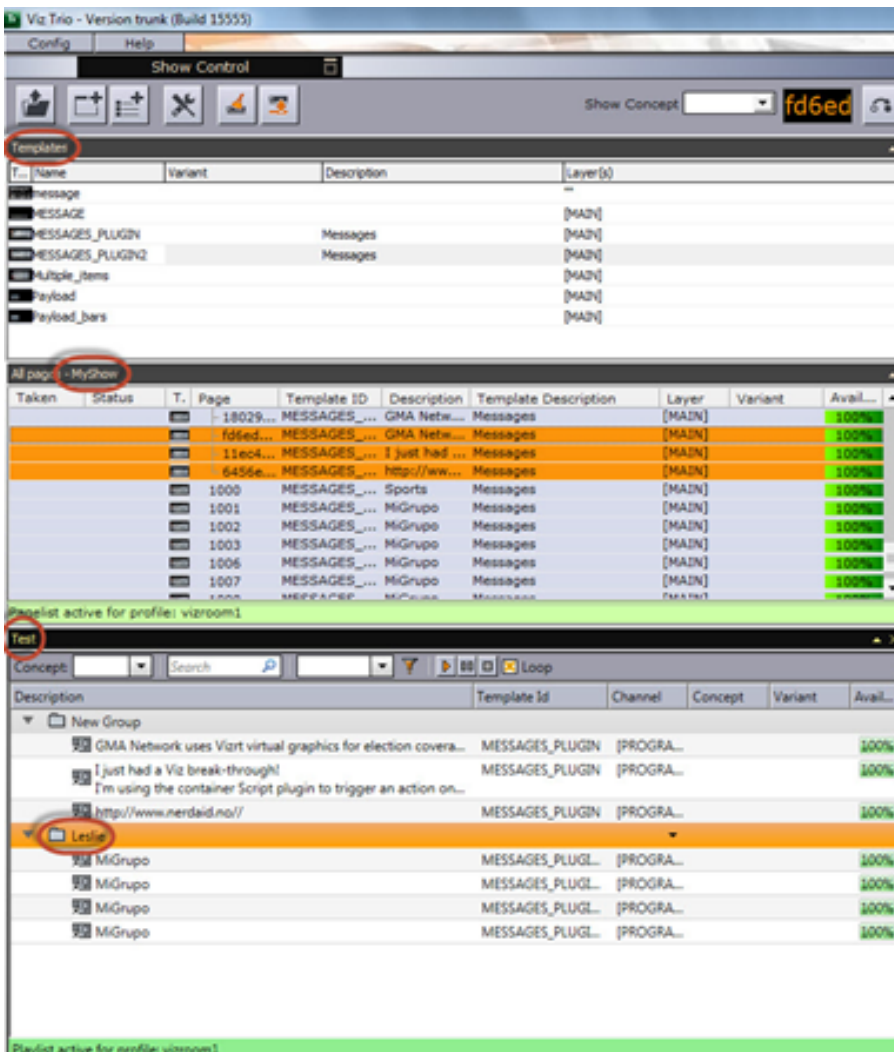 Viz Trio - Version trunk (Build 15555)
Config Help
Show Control
Show Concept fd6ed
Templates
T... Name Variant Description Layer(s)
message ""
MESSAGE [MAIN]
MESSAGES_PLUGIN Messages [MAIN]
MESSAGES_PLUGIN2 Messages [MAIN]
Multiple_items [MAIN]
Payload [MAIN]
Payload_bars [MAIN]
All pages - MyShow
Taken Status T. Page Template ID Description Template Description Layer Variant Avail...
18029... MESSAGES_... GMA Netw... Messages [MAIN] 100%
fd6ed... MESSAGES_... GMA Netw... Messages [MAIN] 100%
11ec4... MESSAGES_... I just had ... Messages [MAIN] 100%
6456e... MESSAGES_... http://ww... Messages [MAIN] 100%
1000 MESSAGES_... Sports Messages [MAIN] 100%
1001 MESSAGES_... MiGrupo Messages [MAIN] 100%
1002 MESSAGES_... MiGrupo Messages [MAIN] 100%
1003 MESSAGES_... MiGrupo Messages [MAIN] 100%
1006 MESSAGES_... MiGrupo Messages [MAIN] 100%
1007 MESSAGES_... MiGrupo Messages [MAIN] 100%
Pagelist active for profile: vizroom1
Test
Concept: Search Loop
Description Template Id Channel Concept Variant Avail...
New Group
GMA Network uses Vizrt virtual graphics for election covera... MESSAGES_PLUGIN [PROGRA... 100%
I just had a Viz break-through! MESSAGES_PLUGIN [PROGRA... 100%
I'm using the container Script plugin to trigger an action on...
http://www.nerdaid.no// MESSAGES_PLUGIN [PROGRA... 100%
Leslie
MiGrupo MESSAGES_PLUGI... [PROGRA... 100%
MiGrupo MESSAGES_PLUGI... [PROGRA... 100%
MiGrupo MESSAGES_PLUGI... [PROGRA... 100%
MiGrupo MESSAGES_PLUGI... [PROGRA... 100%
Playlist active for profile: vizroom1